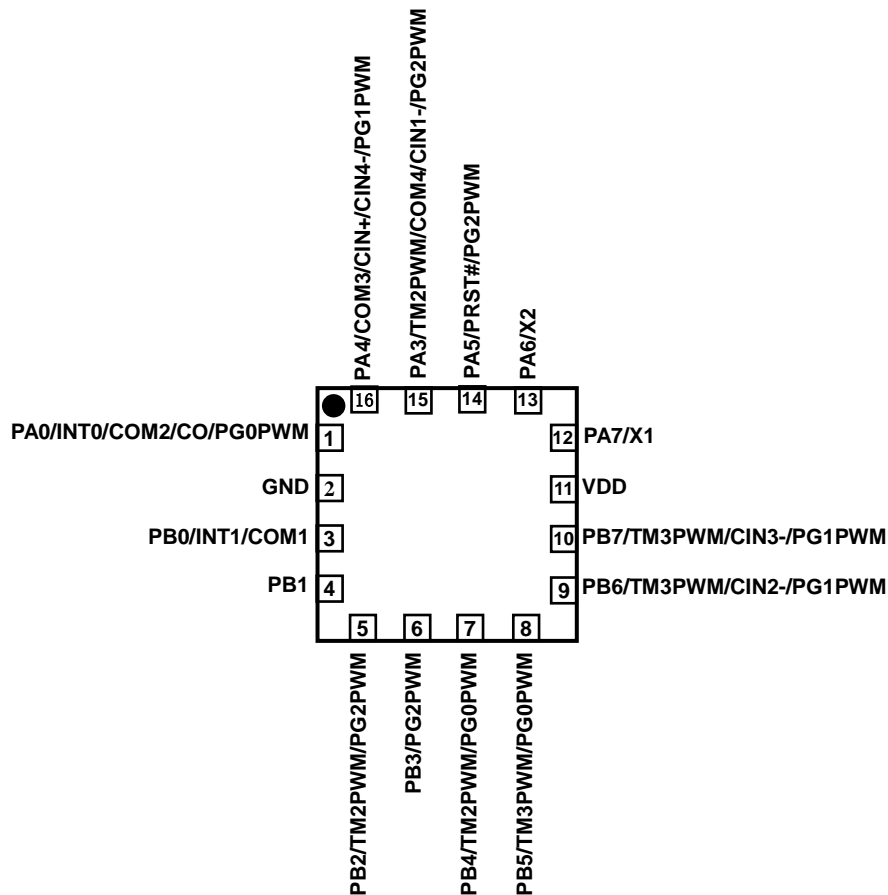 PA4/COM3/CIN+/CIN4-/PG1PWM
PA3/TM2PWM/COM4/CIN1-/PG2PWM
PA5/PRST#/PG2PWM
PA6/X2
16
15
14
13
PA0/INT0/COM2/CO/PG0PWM
1
12
PA7/X1
GND
2
11
VDD
PB0/INT1/COM1
3
10
PB7/TM3PWM/CIN3-/PG1PWM
PB1
4
9
PB6/TM3PWM/CIN2-/PG1PWM
5
6
7
8
PB2/TM2PWM/PG2PWM
PB3/PG2PWM
PB4/TM2PWM/PG0PWM
PB5/TM3PWM/PG0PWM